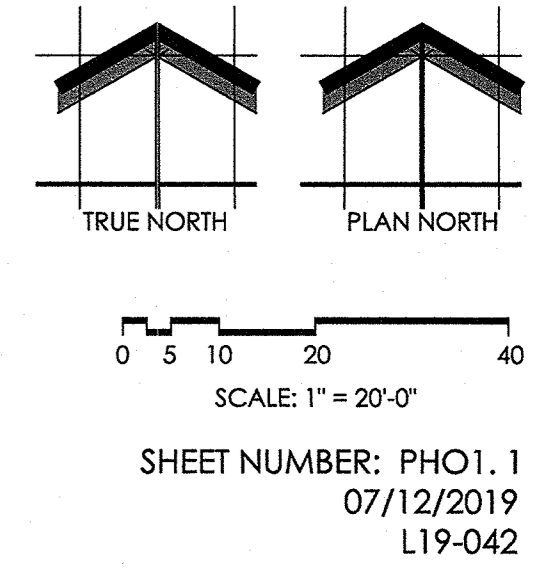 TRUE NORTH PLAN NORTH
0 5 10 20 40
SCALE: 1" = 20'-0"
SHEET NUMBER: PHO1. 1
07/12/2019
L19-042